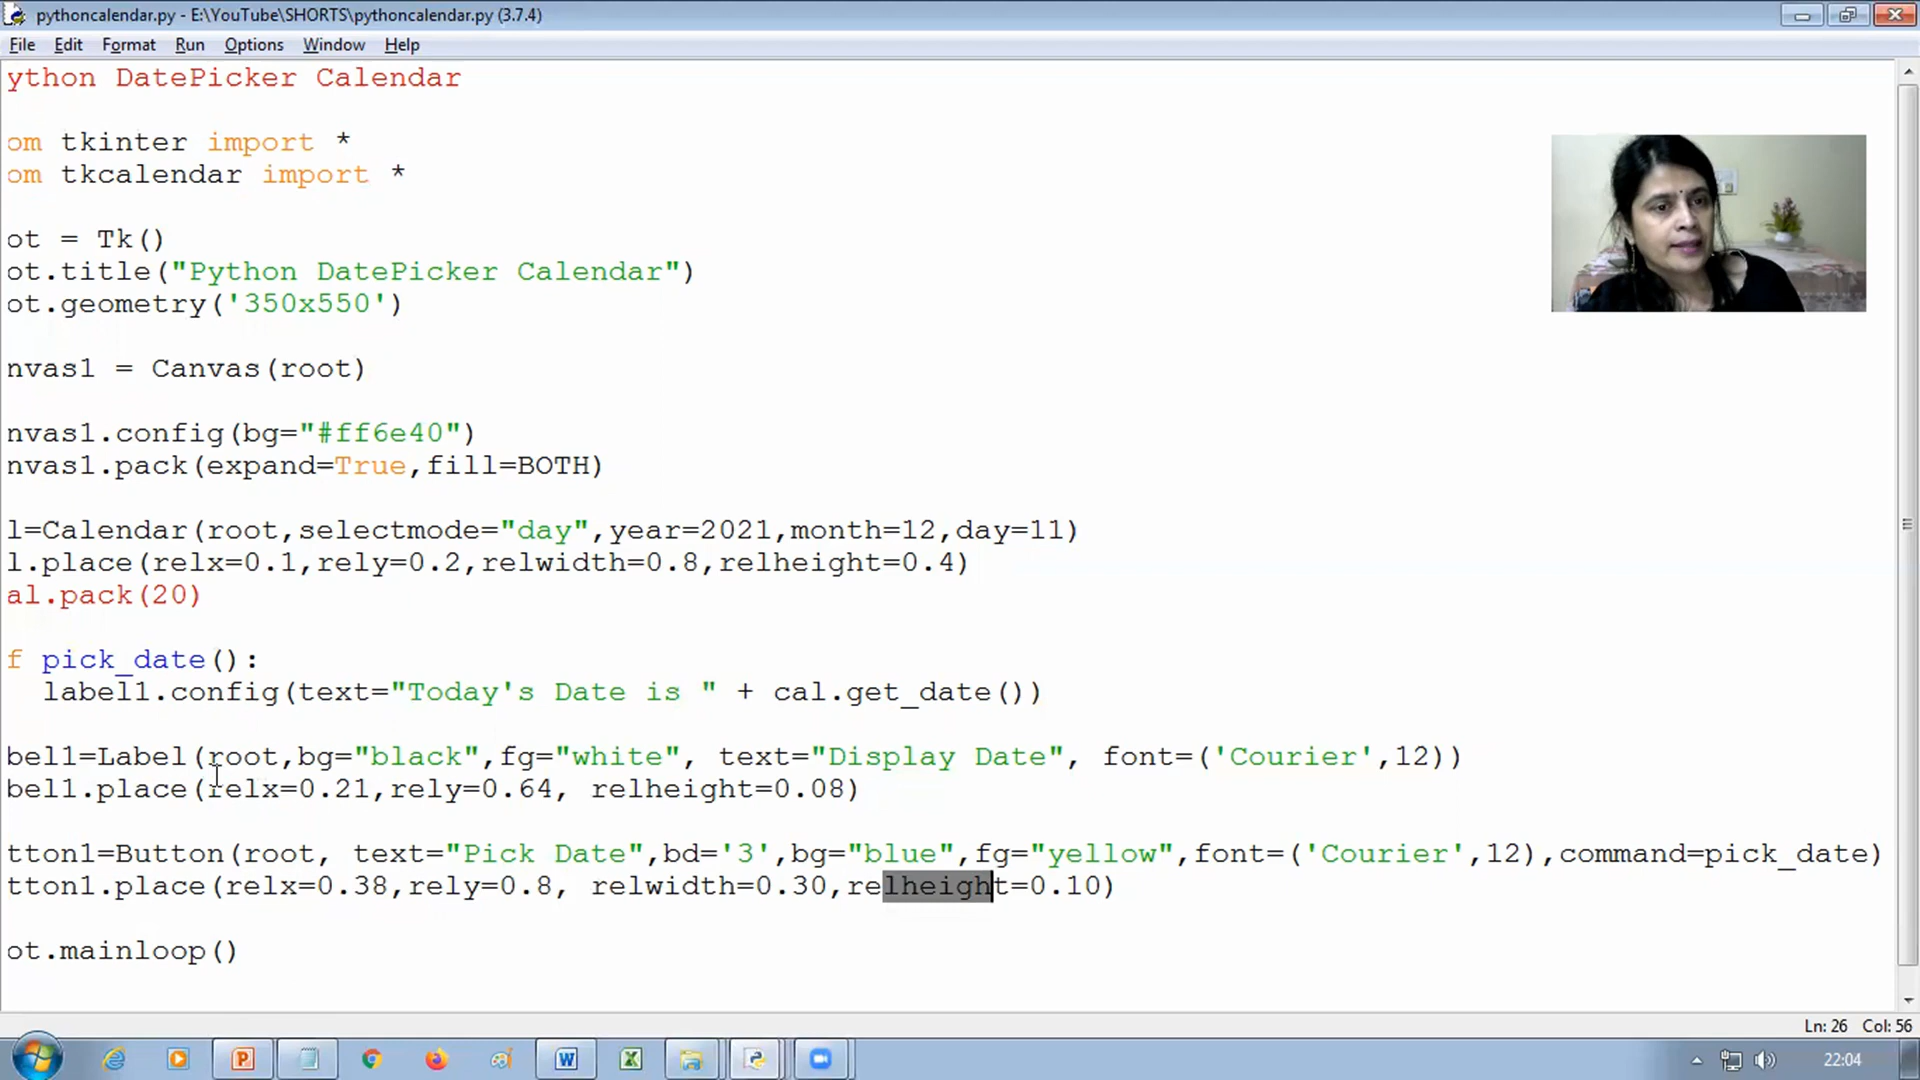 pythoncalendar.py - E:\YouTube\SHORTS\pythoncalendar.py (3.7.4)
File Edit Format Run Options Window Help
ython DatePicker Calendar
om tkinter import *
om tkcalendar import *
ot = Tk()
ot.title("Python DatePicker Calendar")
ot.geometry('350x550')
nvas1 = Canvas(root)
nvas1.config(bg="#ff6e40")
nvas1.pack(expand=True,fill=BOTH)
l=Calendar(root,selectmode="day",year=2021,month=12,day=11)
l.place(relx=0.1,rely=0.2,relwidth=0.8,relheight=0.4)
al.pack(20)
f pick_date():
label1.config(text="Today's Date is " + cal.get_date())
bel1=Label(root,bg="black",fg="white", text="Display Date", font=('Courier',12))
bel1.place(relx=0.21,rely=0.64, relheight=0.08)
tton1=Button(root, text="Pick Date",bd='3',bg="blue",fg="yellow",font=('Courier',12),command=pick_date)
tton1.place(relx=0.38,rely=0.8, relwidth=0.30,relheight=0.10)
ot.mainloop()
Ln: 26 Col: 56
22:04